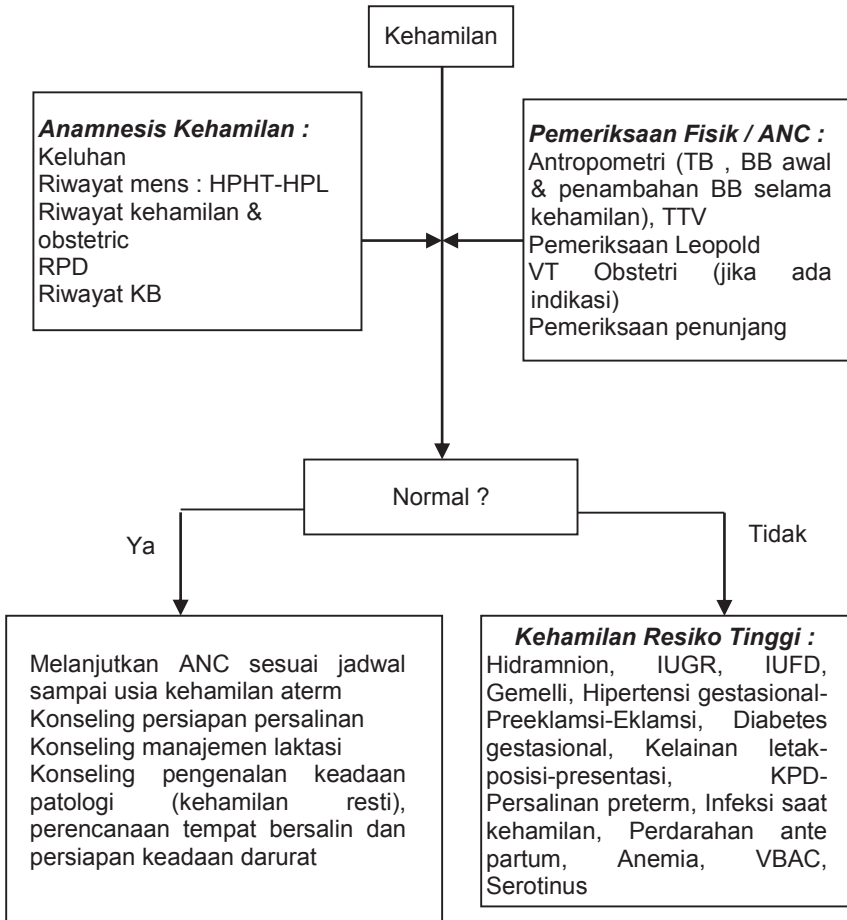 Kehamilan
Anamnesis Kehamilan :
Keluhan
Riwayat mens : HPHT-HPL
Riwayat kehamilan &
obstetric
RPD
Riwayat KB
Pemeriksaan Fisik / ANC :
Antropometri (TB , BB awal
& penambahan BB selama
kehamilan), TTV
Pemeriksaan Leopold
VT Obstetri (jika ada
indikasi)
Pemeriksaan penunjang
Normal ?
Ya
Tidak
Melanjutkan ANC sesuai jadwal
sampai usia kehamilan aterm
Konseling persiapan persalinan
Konseling manajemen laktasi
Konseling pengenalan keadaan
patologi (kehamilan resti),
perencanaan tempat bersalin dan
persiapan keadaan darurat
Kehamilan Resiko Tinggi :
Hidramnion, IUGR, IUFD,
Gemelli, Hipertensi gestasional-
Preeklamsi-Eklamsi, Diabetes
gestasional, Kelainan letak-
posisi-presentasi, KPD-
Persalinan preterm, Infeksi saat
kehamilan, Perdarahan ante
partum, Anemia, VBAC,
Serotinus